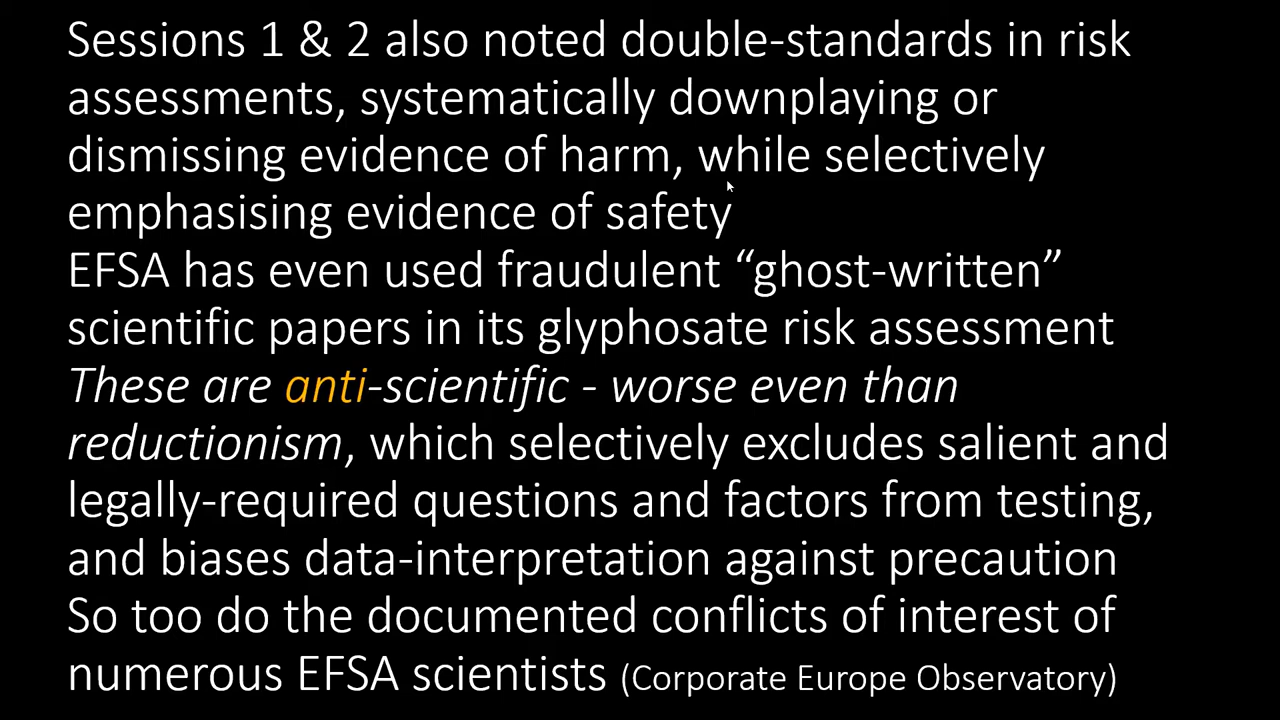 Sessions 1 & 2 also noted double-standards in risk
assessments, systematically downplaying or
dismissing evidence of harm, while selectively
emphasising evidence of safety
EFSA has even used fraudulent “ghost-written”
scientific papers in its glyphosate risk assessment
These are anti-scientific - worse even than
reductionism, which selectively excludes salient and
legally-required questions and factors from testing,
and biases data-interpretation against precaution
So too do the documented conflicts of interest of
numerous EFSA scientists (Corporate Europe Observatory)